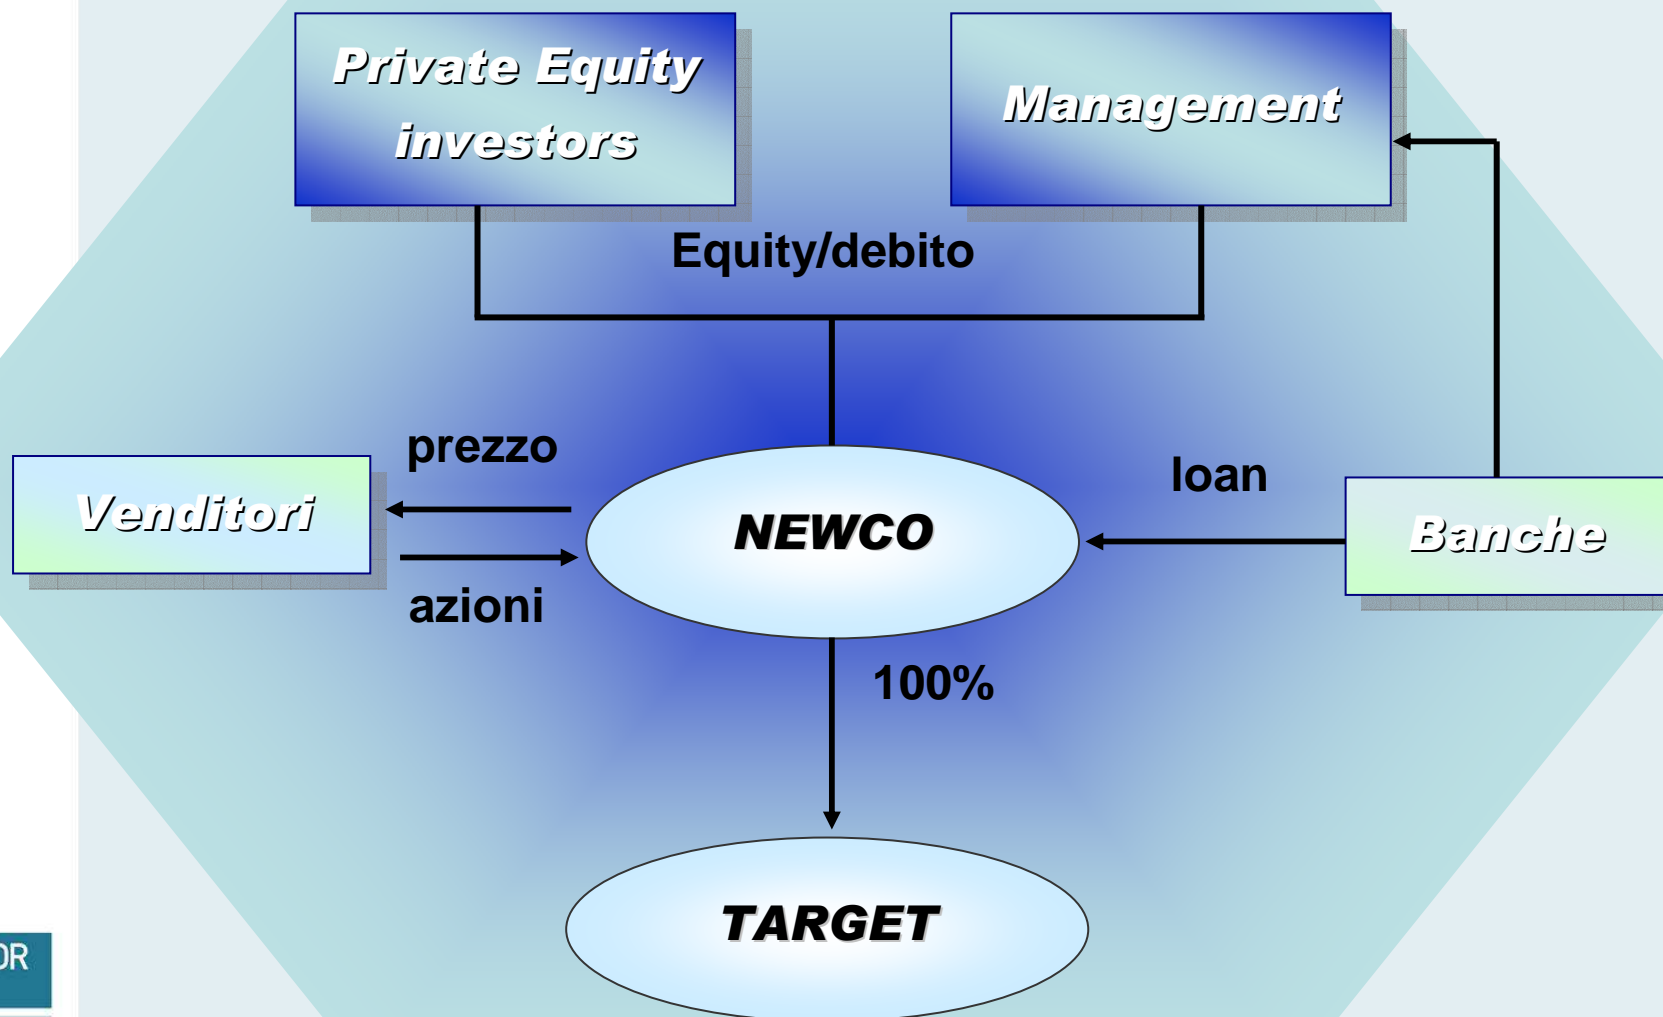 Private Equity
investors
Management
Equity/debito
prezzo
loan
Venditori
NEWCO
Banche
azioni
100%
TARGET